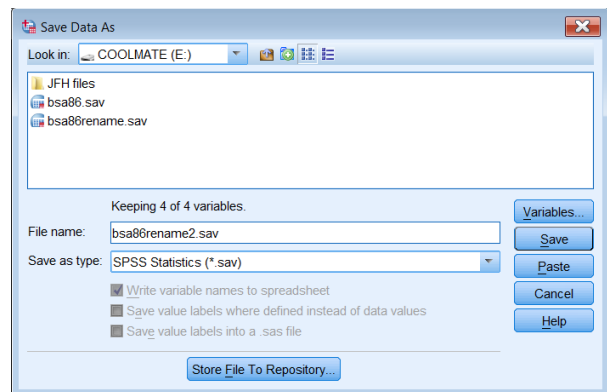 Save Data As
Look in: COOLMATE (E:)
JFH files
bsa86.sav
bsa86rename.sav
Keeping 4 of 4 variables.
Variables...
File name: bsa86rename2.sav
Save
Save as type: SPSS Statistics (*.sav)
Paste
Write variable names to spreadsheet
Cancel
Save value labels where defined instead of data values
Help
Save value labels into a .sas file
Store File To Repository...